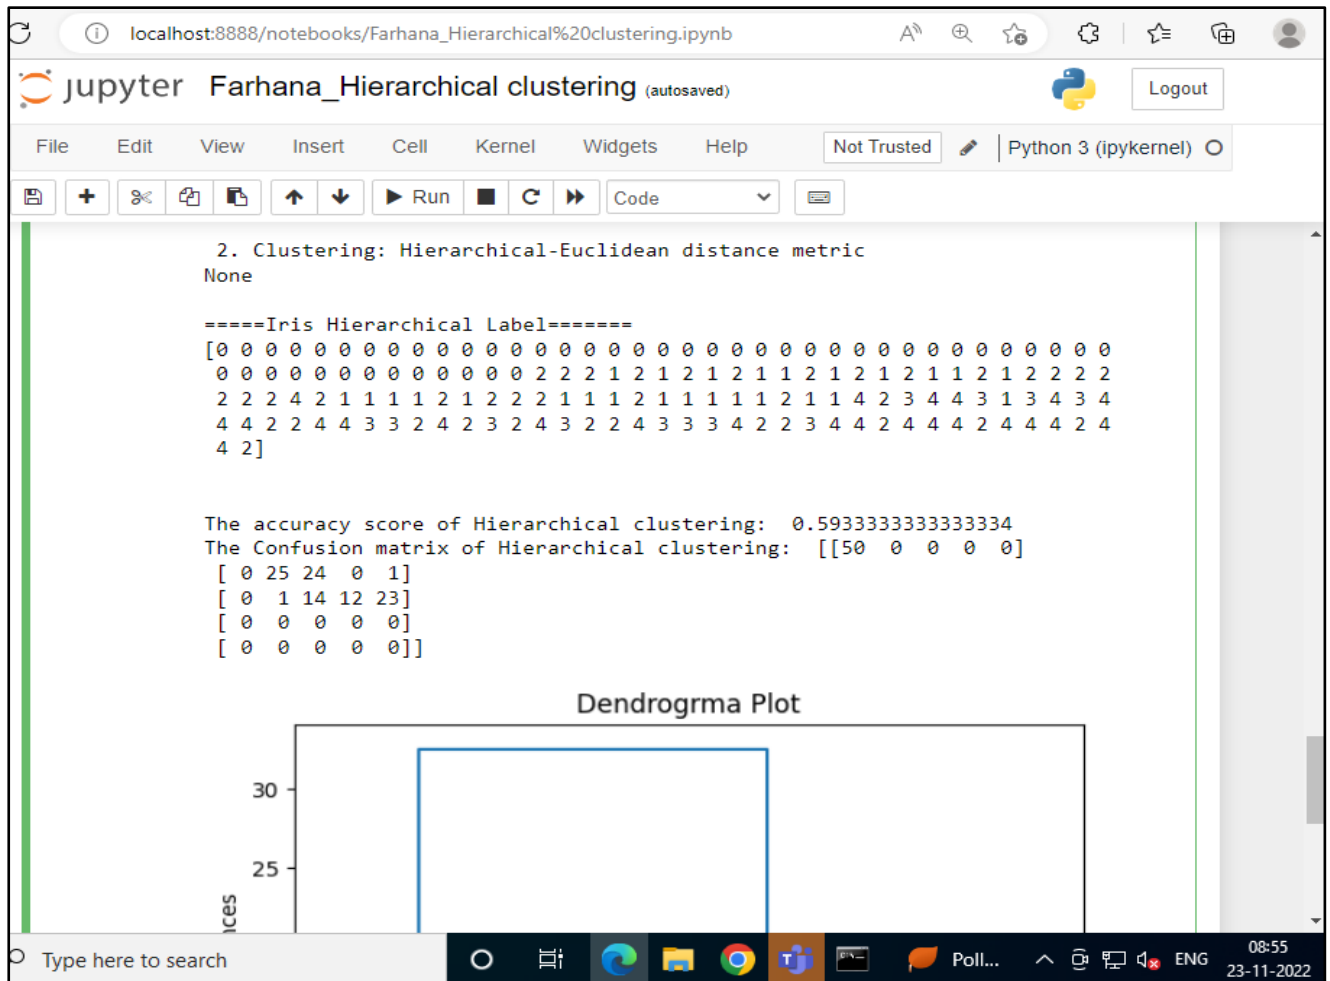 localhost:8888/notebooks/Farhana_Hierarchical%20clustering.ipynb
jupyter Farhana_Hierarchical clustering (autosaved)
Logout
File Edit View Insert Cell Kernel Widgets Help Not Trusted Python 3 (ipykernel)
Run Code
2. Clustering: Hierarchical-Euclidean distance metric
None
=====Iris Hierarchical Label=======
[0 0 0 0 0 0 0 0 0 0 0 0 0 0 0 0 0 0 0 0 0 0 0 0 0 0 0 0 0 0 0 0 0 0 0 0 0
0 0 0 0 0 0 0 0 0 0 0 0 0 2 2 2 1 2 1 2 1 2 1 1 2 1 2 1 2 1 1 2 1 2 2 2 2
2 2 2 4 2 1 1 1 1 2 1 2 2 2 1 1 1 2 1 1 1 1 1 2 1 1 4 2 3 4 4 3 1 3 4 3 4
4 4 2 2 4 4 3 3 2 4 2 3 2 4 3 2 2 4 3 3 3 4 2 2 3 4 4 2 4 4 4 2 4 4 4 2 4
4 2]
The accuracy score of Hierarchical clustering: 0.5933333333333334
The Confusion matrix of Hierarchical clustering: [[50 0 0 0 0]
[ 0 25 24 0 1]
[ 0 1 14 12 23]
[ 0 0 0 0 0]
[ 0 0 0 0 0]]
Dendrogrma Plot
30
25
Type here to search
Poll...
ENG
08:55
23-11-2022